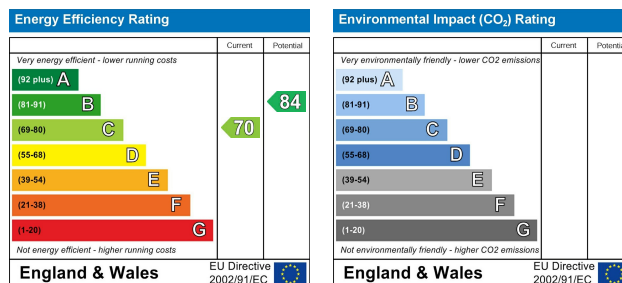 Energy Efficiency Rating
Current Potential
Very energy efficient - lower running costs
(92 plus) A
(81-91) B
84
(69-80) C
70
(55-68) D
(39-54) E
(21-38) F
(1-20) G
Not energy efficient - higher running costs
England & Wales
EU Directive
2002/91/EC
Environmental Impact (CO2) Rating
Current Potentia
Very environmentally friendly - lower CO2 emissions
(92 plus) A
(81-91) B
(69-80) C
(55-68) D
(39-54) E
(21-38) F
(1-20) G
Not environmentally friendly - higher CO2 emissions
England & Wales
EU Directive
2002/91/EC